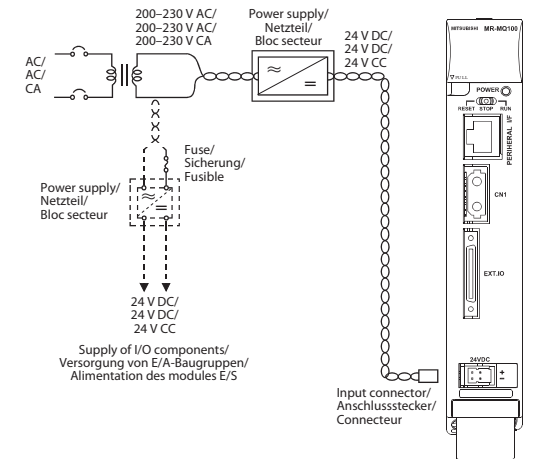 200–230 V AC/
200–230 V AC/
200–230 V CA
Power supply/
Netzteil/
Bloc secteur
24 V DC/
24 V DC/
24 V CC
AC/
AC/
CA
Fuse/
Sicherung/
Fusible
Power supply/
Netzteil/
Bloc secteur
24 V DC/
24 V DC/
24 V CC
Supply of I/O components/
Versorgung von E/A-Baugruppen/
Alimentation des modules E/S
Input connector/
Anschlussstecker/
Connecteur
MITSUBISHI MR-MQ100
PULL
POWER
RESET STOP RUN
PERIHERAL I/F
CN1
EXT.IO
24VDC
+
−